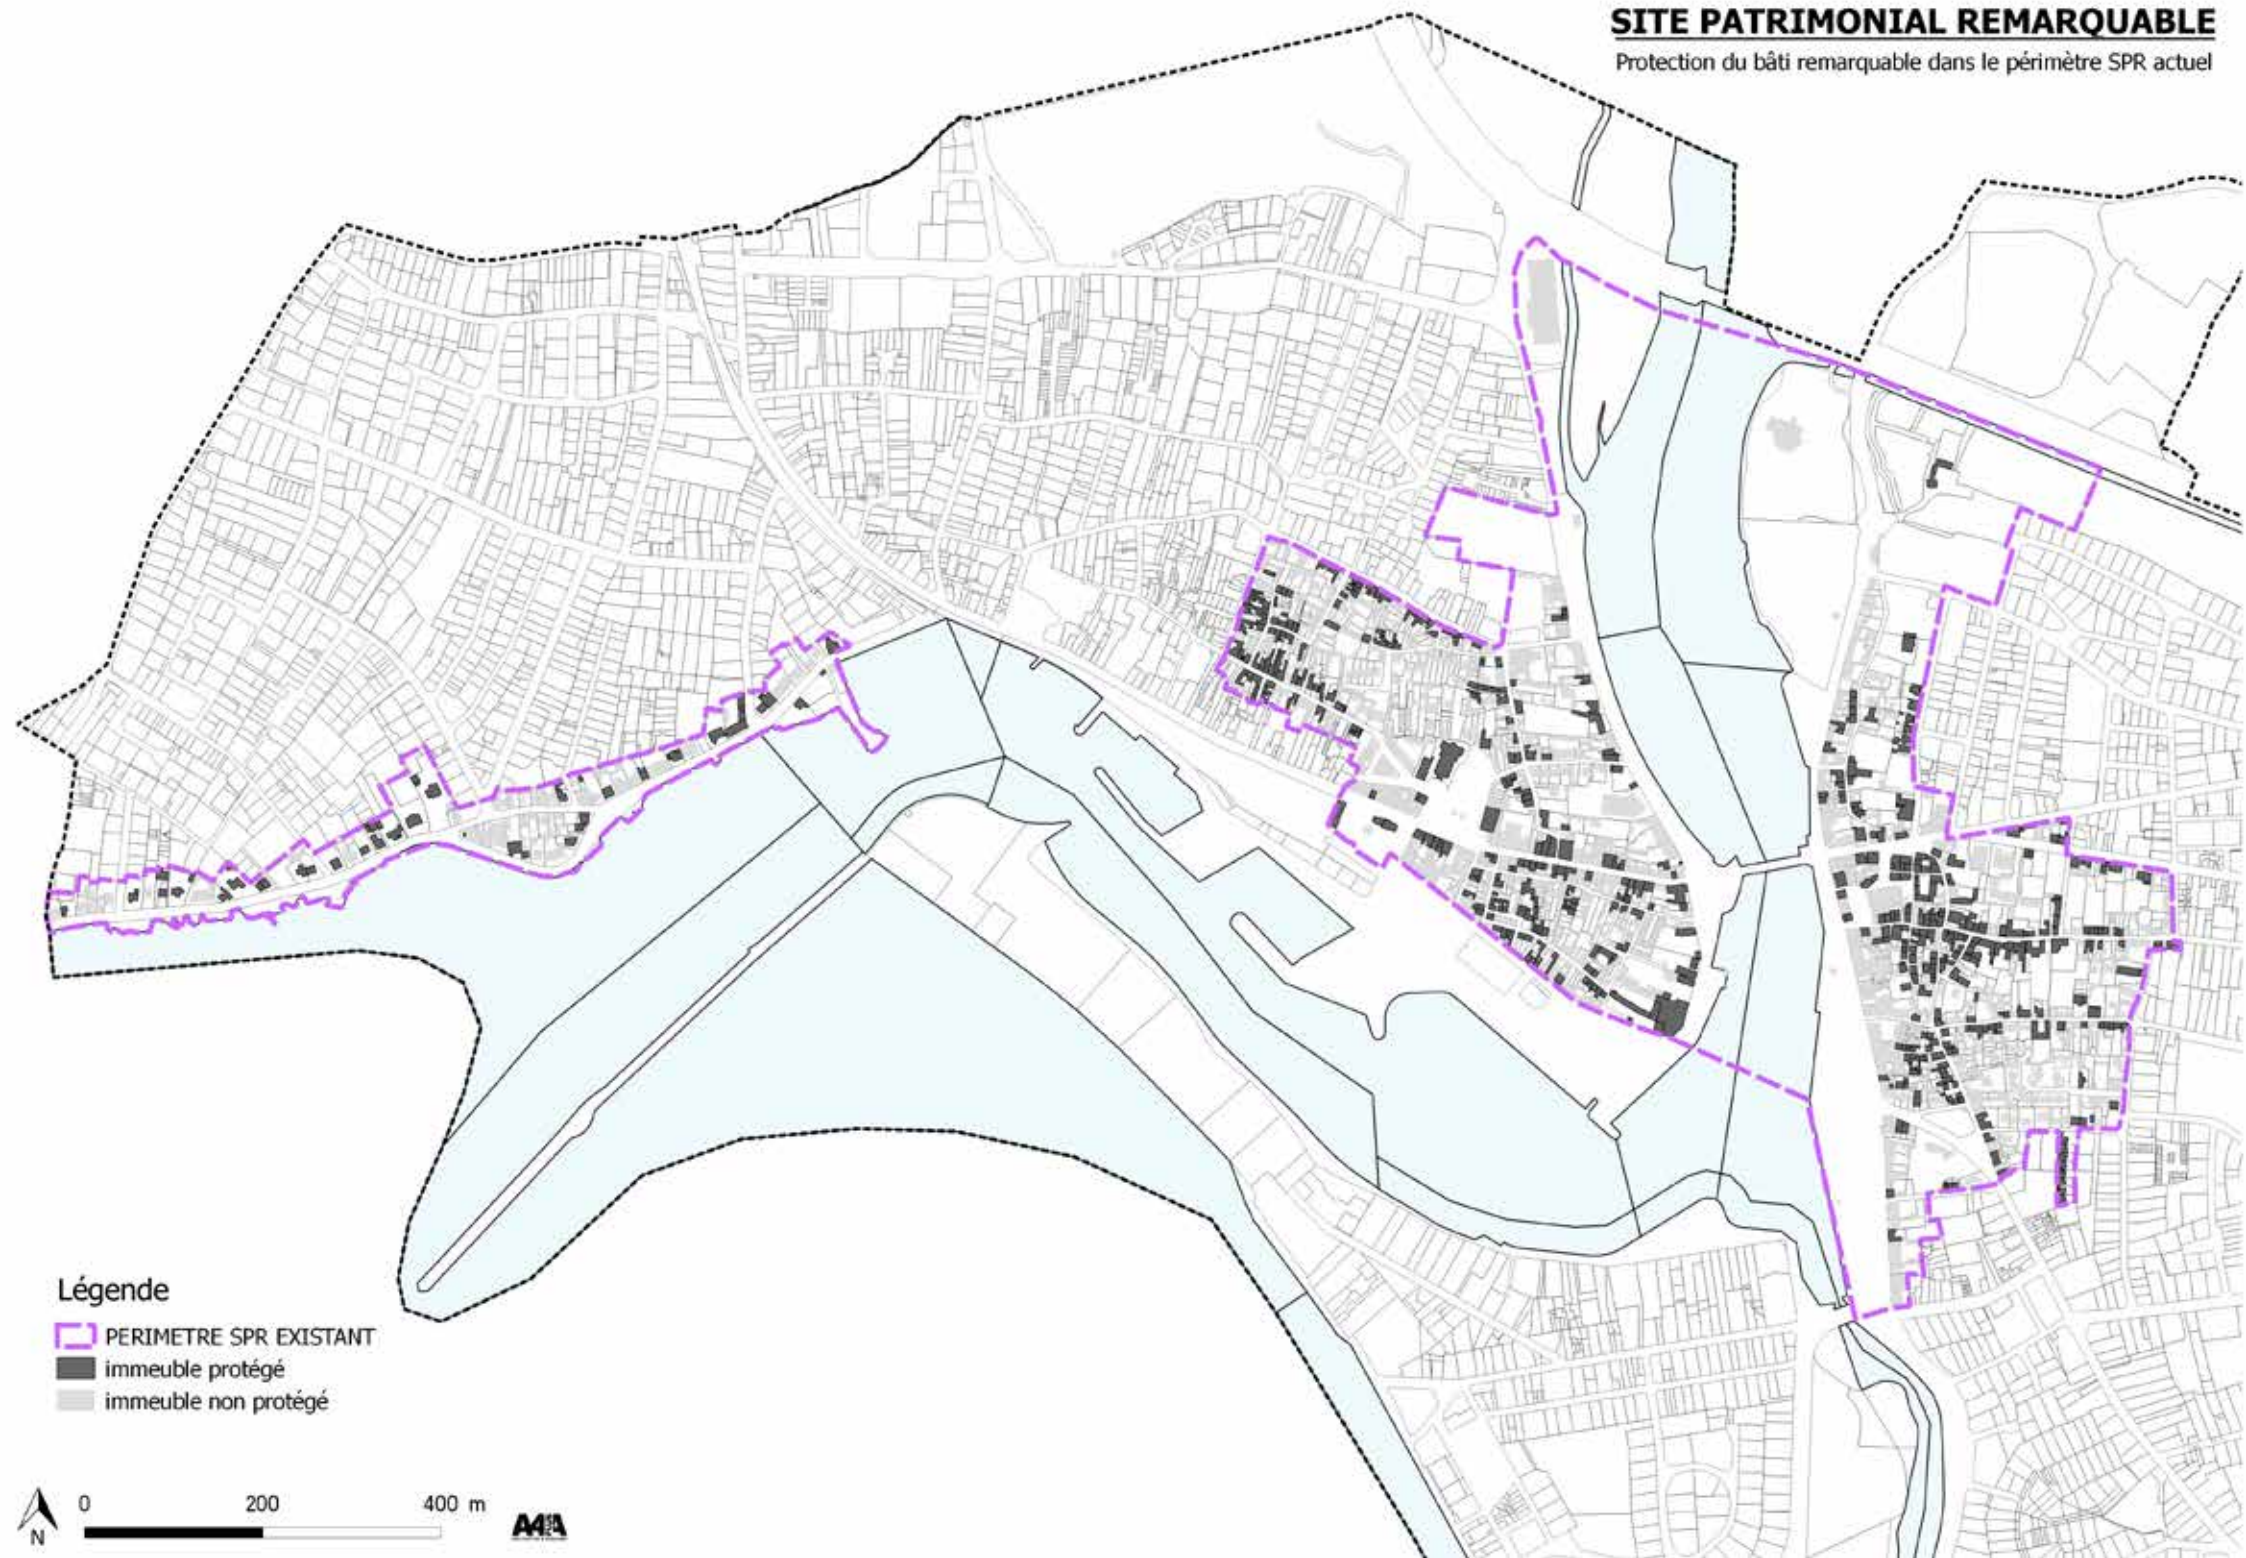 SITE PATRIMONIAL REMARQUABLE
Protection du bâti remarquable dans le périmètre SPR actuel
Légende
PERIMETRE SPR EXISTANT
immeuble protégé
immeuble non protégé
0 200 400 m
N